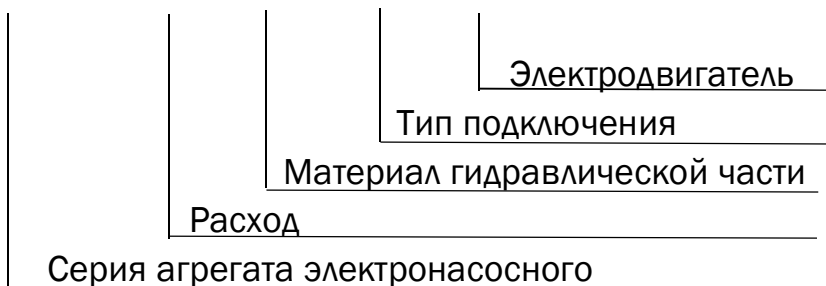 Электродвигатель
Тип подключения
Материал гидравлической части
Расход
Серия агрегата электронасосного